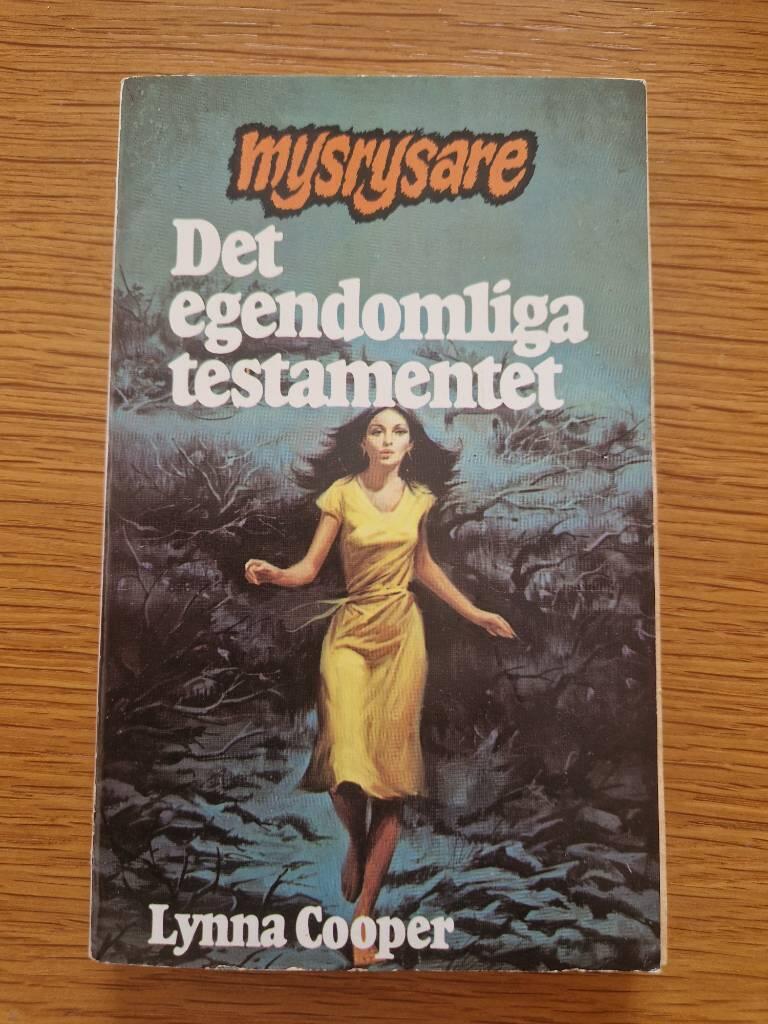 mysrysare
Det
egendomliga
testamentet
Lynna Cooper